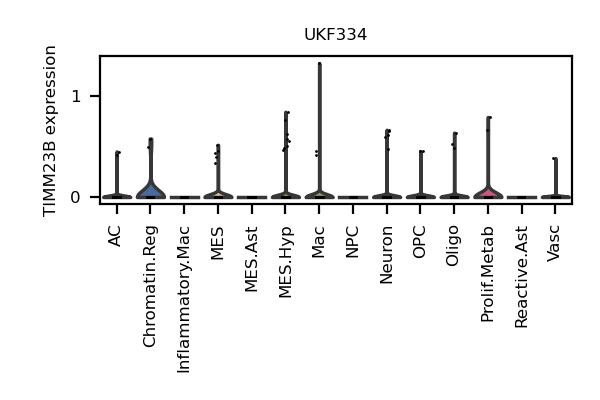 UKF334
TIMM23B expression
1
0
AC
Chromatin.Reg
Inflammatory.Mac
MES
MES.Ast
MES.Hyp
Mac
NPC
Neuron
OPC
Oligo
Prolif.Metab
Reactive.Ast
Vasc